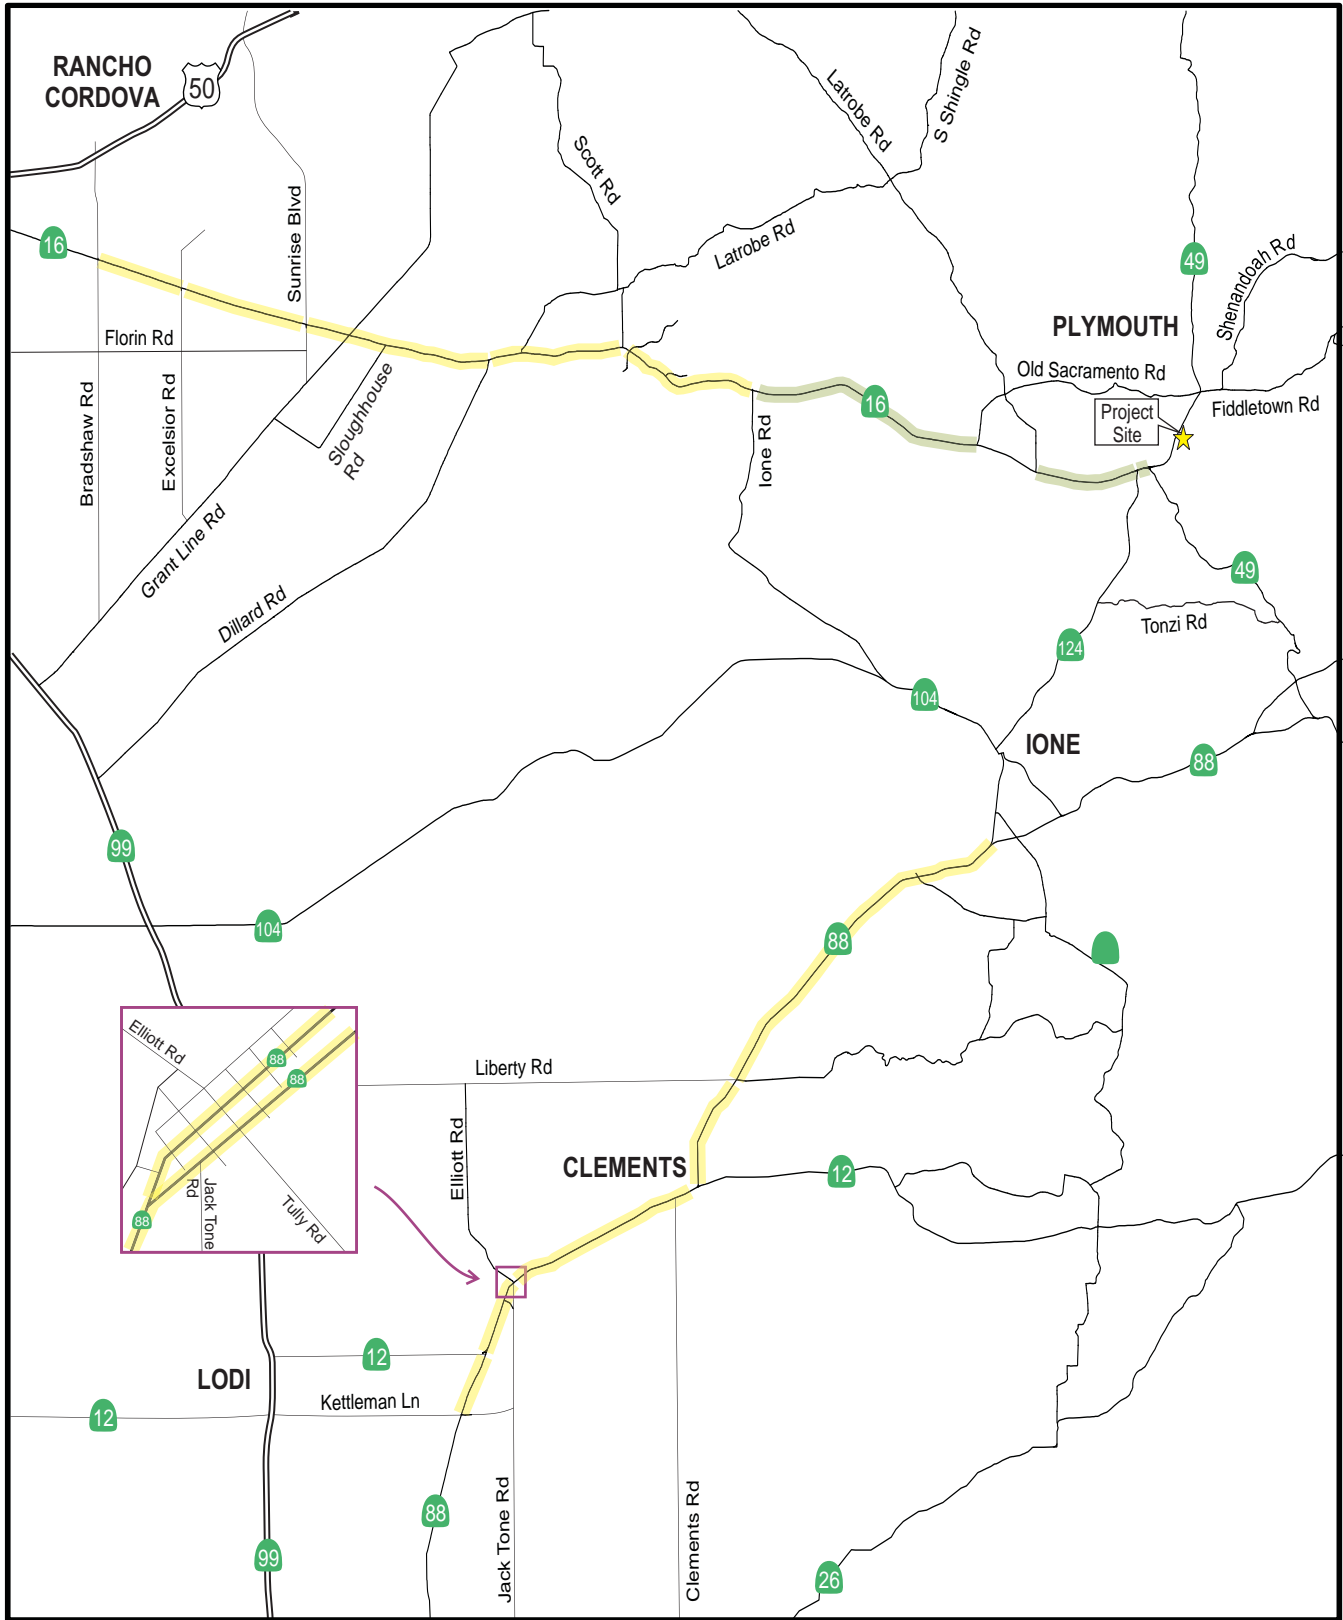 RANCHO
CORDOVA
50
Latrobe Rd
S Shingle Rd
Scott Rd
16
Sunrise Blvd
Latrobe Rd
49
Shenandoah Rd
PLYMOUTH
Florin Rd
Old Sacramento Rd
Bradshaw Rd
Excelsior Rd
Sloughhouse
Rd
Ione Rd
16
Project
Site
Fiddletown Rd
Grant Line Rd
Dillard Rd
49
Tonzi Rd
124
104
IONE
88
99
104
88
Elliott Rd
88
88
Jack Tone
Rd
Tully Rd
88
Liberty Rd
Elliott Rd
CLEMENTS
12
12
LODI
Kettleman Ln
12
88
Jack Tone Rd
Clements Rd
99
26